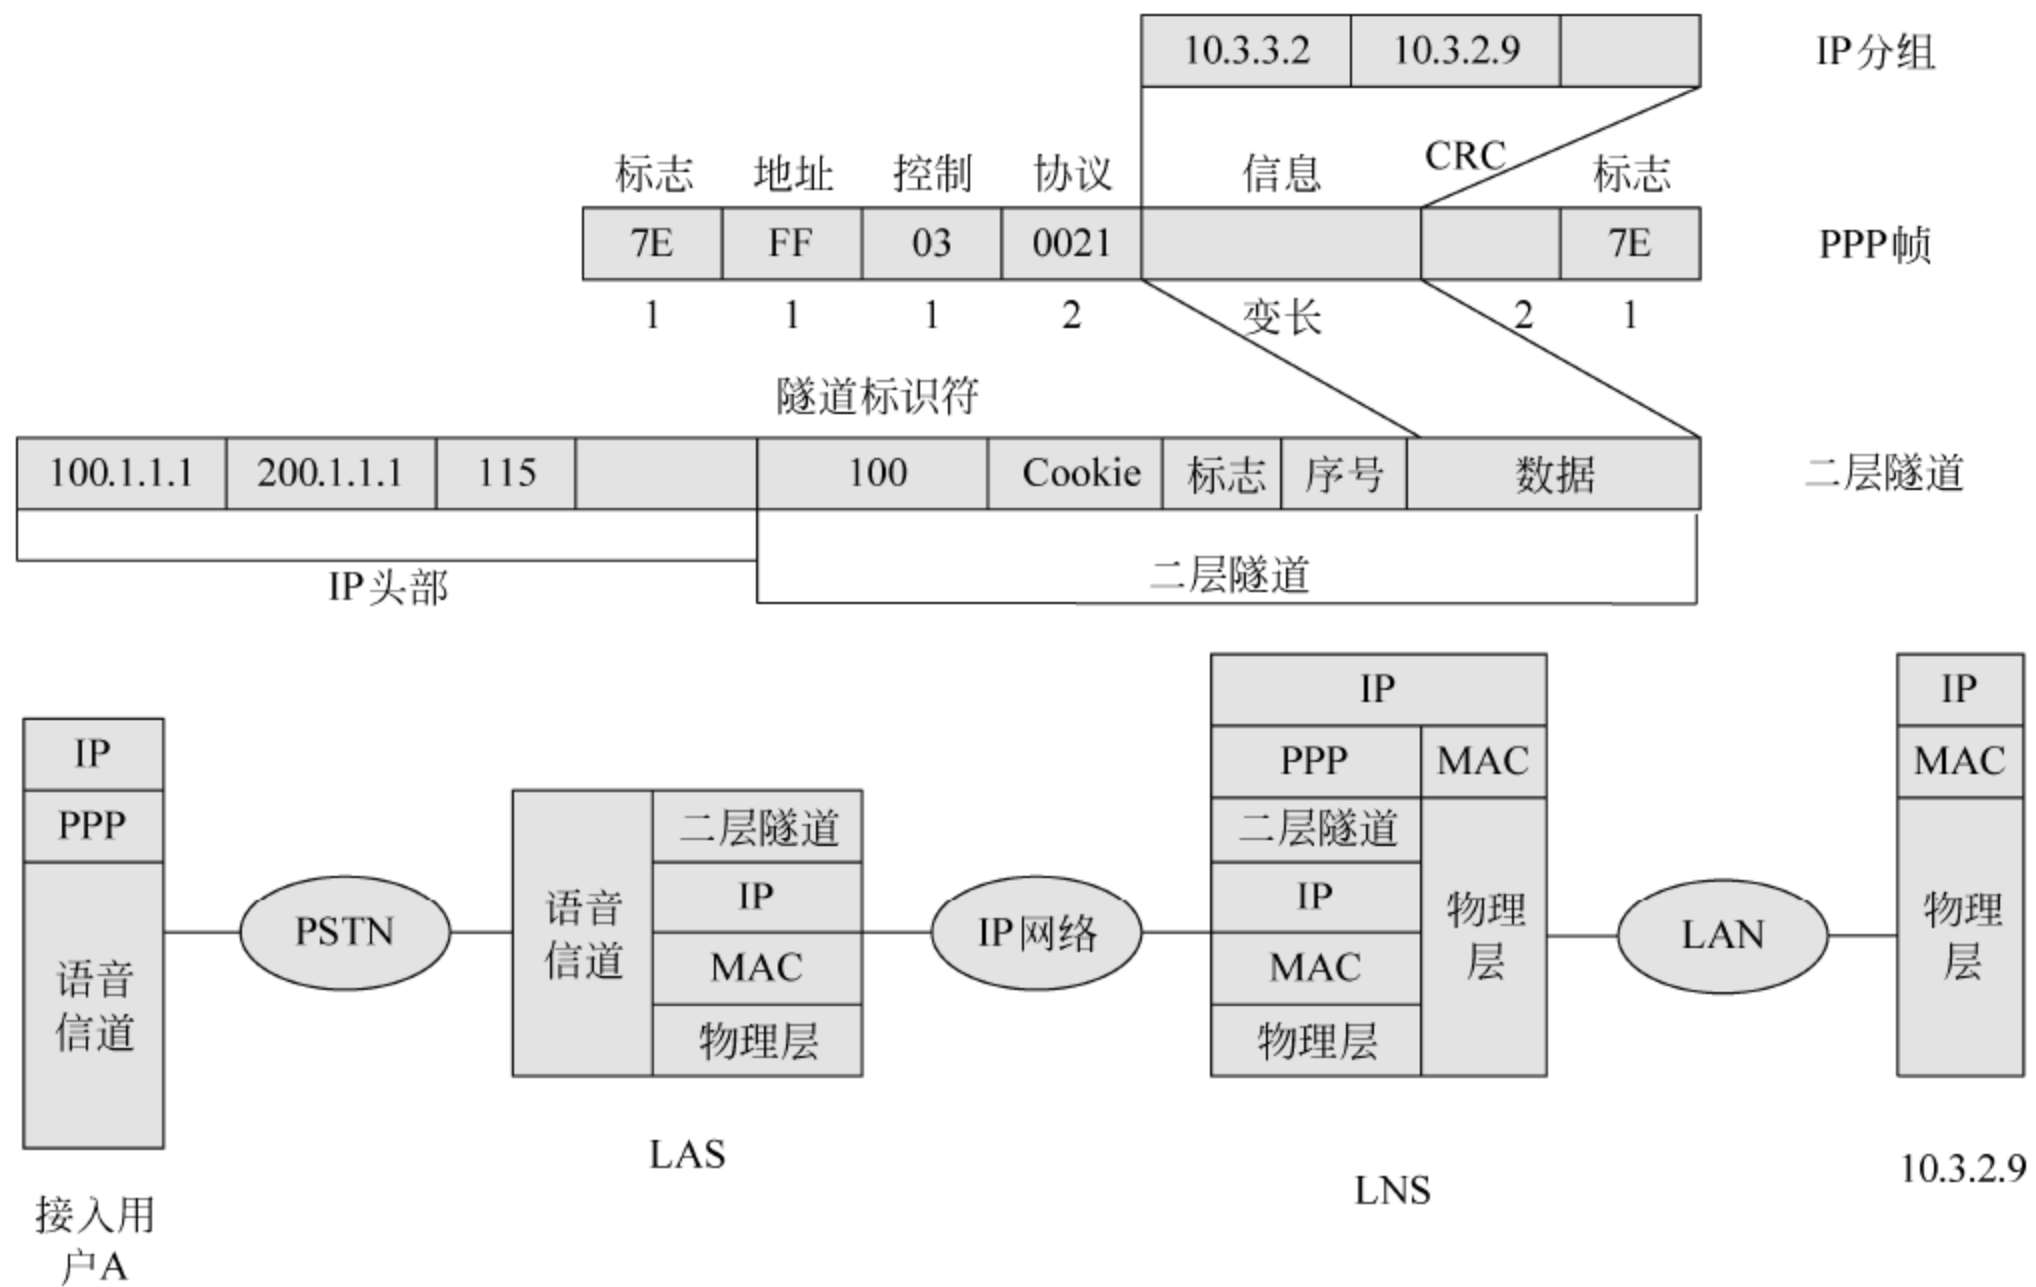 10.3.3.2 10.3.2.9 IP分组
标志 地址 控制 协议 信息 CRC 标志
7E FF 03 0021 7E PPP帧
1 1 1 2 变长 2 1
隧道标识符
100.1.1.1 200.1.1.1 115 100 Cookie 标志 序号 数据 二层隧道
IP头部 二层隧道
IP
PPP
语音
信道
接入用
户A
PSTN
语音
信道
二层隧道
IP
MAC
物理层
LAS
IP网络
IP
PPP
二层隧道
IP
MAC
物理层
MAC
物理
层
LNS
LAN
IP
MAC
物理
层
10.3.2.9